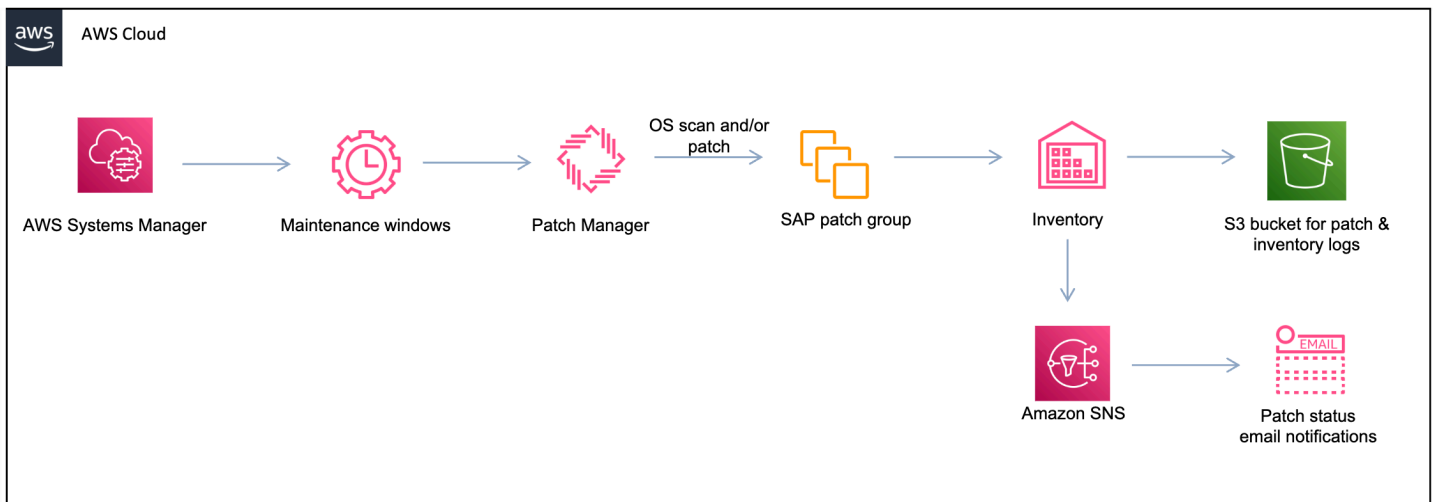 aws
AWS Cloud
OS scan and/or
patch
AWS Systems Manager
Maintenance windows
Patch Manager
SAP patch group
Inventory
S3 bucket for patch &
inventory logs
EMAIL
Amazon SNS
Patch status
email notifications